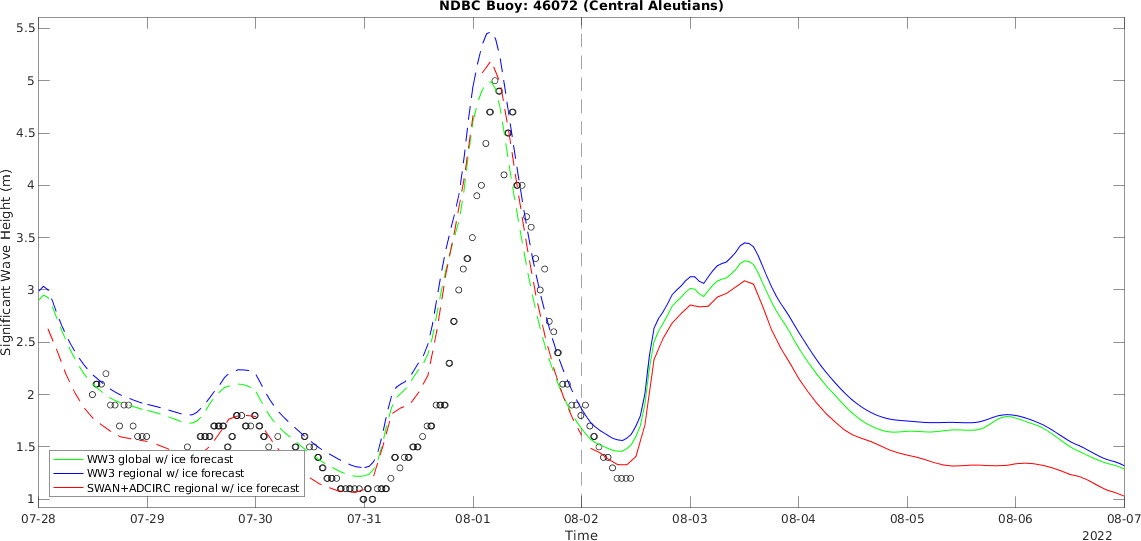 NDBC Buoy: 46072 (Central Aleutians)
5.5
5
4.5
4
3.5
3
2.5
2
1.5
1
Significant Wave Height (m)
WW3 global w/ ice forecast
WW3 regional w/ ice forecast
SWAN+ADCIRC regional w/ ice forecast
07-28 07-29 07-30 07-31 08-01 08-02 08-03 08-04 08-05 08-06 08-07
Time
2022